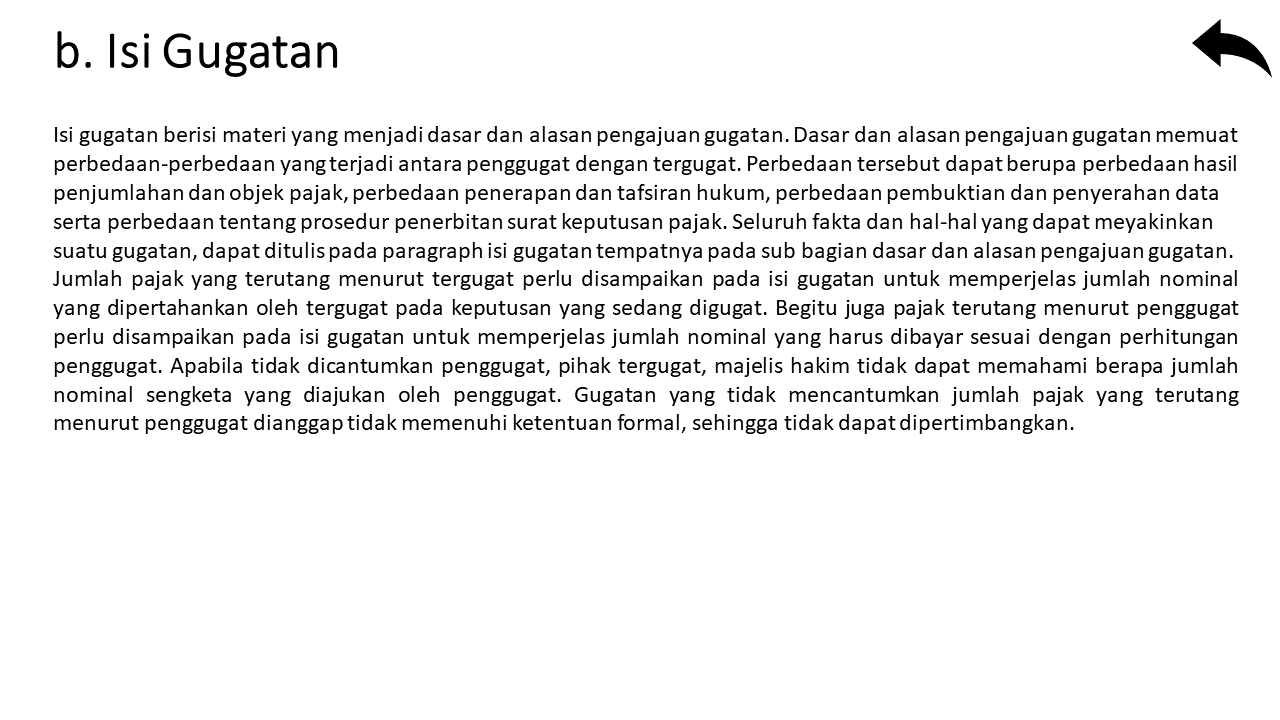 b. Isi Gugatan
Isi gugatan berisi materi yang menjadi dasar dan alasan pengajuan gugatan. Dasar dan alasan pengajuan gugatan memuat
perbedaan-perbedaan yang terjadi antara penggugat dengan tergugat. Perbedaan tersebut dapat berupa perbedaan hasil
penjumlahan dan objek pajak, perbedaan penerapan dan tafsiran hukum, perbedaan pembuktian dan penyerahan data
serta perbedaan tentang prosedur penerbitan surat keputusan pajak. Seluruh fakta dan hal-hal yang dapat meyakinkan
suatu gugatan, dapat ditulis pada paragraph isi gugatan tempatnya pada sub bagian dasar dan alasan pengajuan gugatan.
Jumlah pajak yang terutang menurut tergugat perlu disampaikan pada isi gugatan untuk memperjelas jumlah nominal
yang dipertahankan oleh tergugat pada keputusan yang sedang digugat. Begitu juga pajak terutang menurut penggugat
perlu disampaikan pada isi gugatan untuk memperjelas jumlah nominal yang harus dibayar sesuai dengan perhitungan
penggugat. Apabila tidak dicantumkan penggugat, pihak tergugat, majelis hakim tidak dapat memahami berapa jumlah
nominal sengketa yang diajukan oleh penggugat. Gugatan yang tidak mencantumkan jumlah pajak yang terutang
menurut penggugat dianggap tidak memenuhi ketentuan formal, sehingga tidak dapat dipertimbangkan.